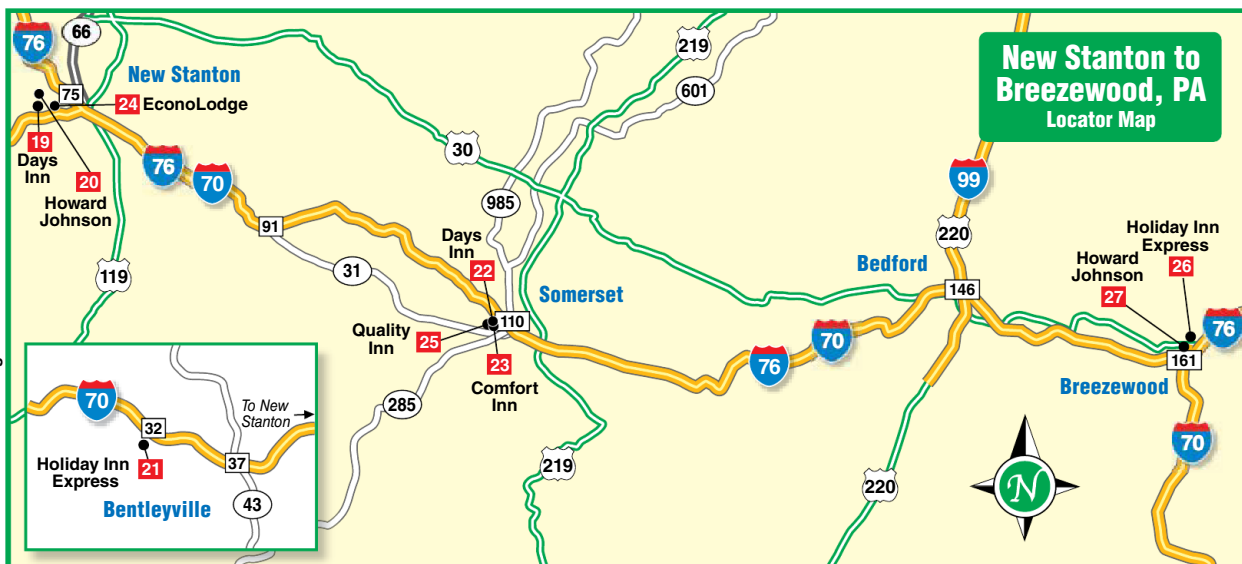 New Stanton to
Breezewood, PA
Locator Map
76
66
New Stanton
75
24 EconoLodge
19
Days
Inn
20
Howard
Johnson
76
70
119
91
31
30
219
601
985
Days
Inn
22
Somerset
110
Quality
Inn
25
23
Comfort
Inn
285
219
76
70
99
220
Bedford
146
Howard
Johnson
27
Holiday Inn
Express
26
76
161
Breezewood
70
220
N
70
To New
Stanton
32
Holiday Inn
Express
21
37
43
Bentleyville